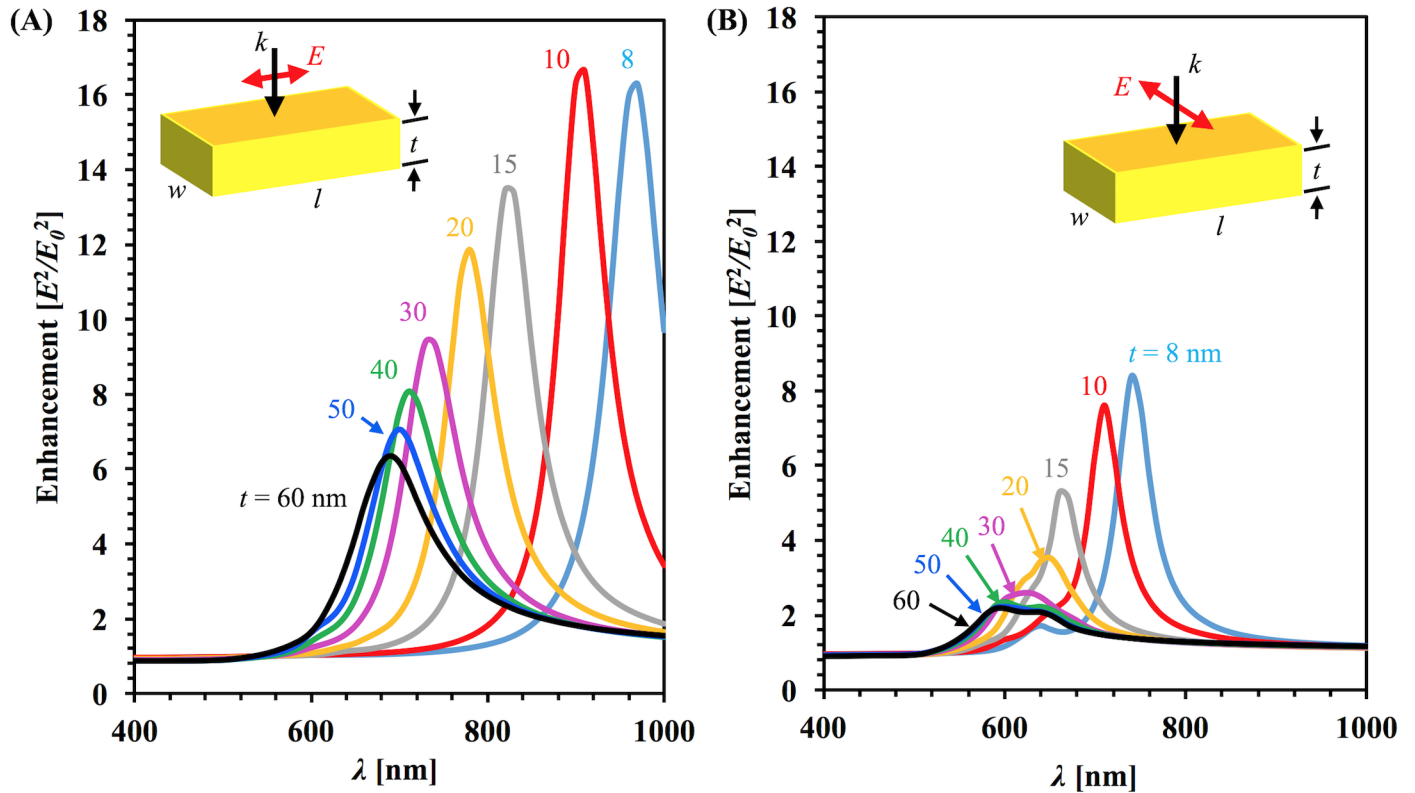 (A)
Enhancement [E²/E₀²]
18
16
14
12
10
8
6
4
2
0
400
600
800
1000
λ [nm]
k
E
t
w
l
10
8
15
20
30
40
50
t = 60 nm
(B)
Enhancement [E²/E₀²]
18
16
14
12
10
8
6
4
2
0
400
600
800
1000
λ [nm]
k
E
t
w
l
t = 8 nm
10
15
20
30
40
50
60